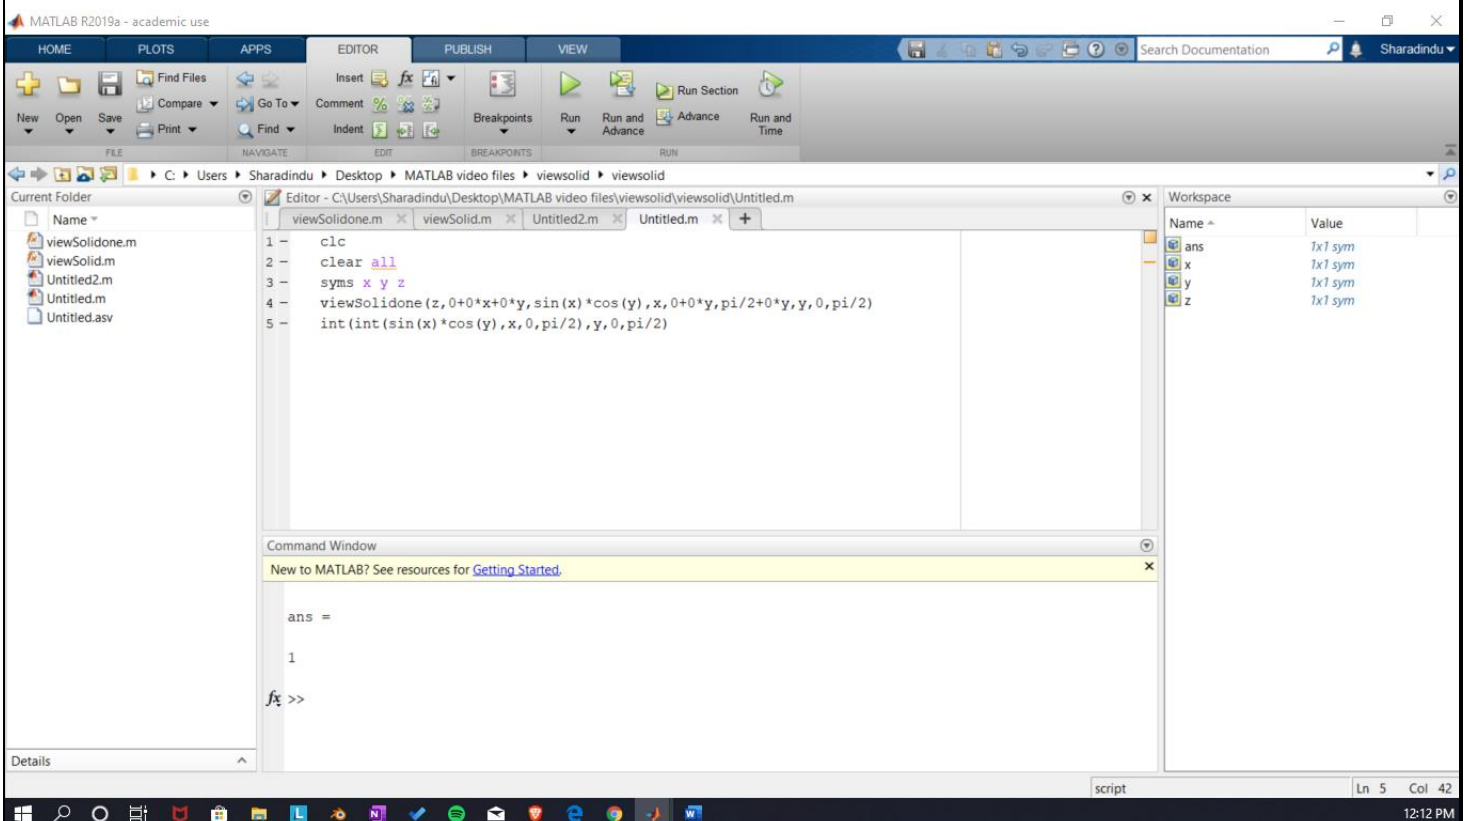 MATLAB R2019a - academic use
HOME PLOTS APPS EDITOR PUBLISH VIEW Search Documentation Sharadindu
New Open Save Find Files Compare Print
FILE
Go To Find
NAVIGATE
Insert fx
Comment %
Indent
EDIT
Breakpoints
BREAKPOINTS
Run Run and Advance Run Section Advance Run and Time
RUN
C: Users Sharadindu Desktop MATLAB video files viewsolid viewsolid
Current Folder
Name
viewSolidone.m
viewSolid.m
Untitled2.m
Untitled.m
Untitled.asv
Details
Editor - C:\Users\Sharadindu\Desktop\MATLAB video files\viewsolid\viewsolid\Untitled.m
viewSolidone.m viewSolid.m Untitled2.m Untitled.m +
1 - clc
2 - clear all
3 - syms x y z
4 - viewSolidone(z,0+0*x+0*y,sin(x)*cos(y),x,0+0*y,pi/2+0*y,y,0,pi/2)
5 - int(int(sin(x)*cos(y),x,0,pi/2),y,0,pi/2)
Command Window
New to MATLAB? See resources for Getting Started.
ans =
1
fx >>
Workspace
Name Value
ans 1x1 sym
x 1x1 sym
y 1x1 sym
z 1x1 sym
script Ln 5 Col 42
12:12 PM